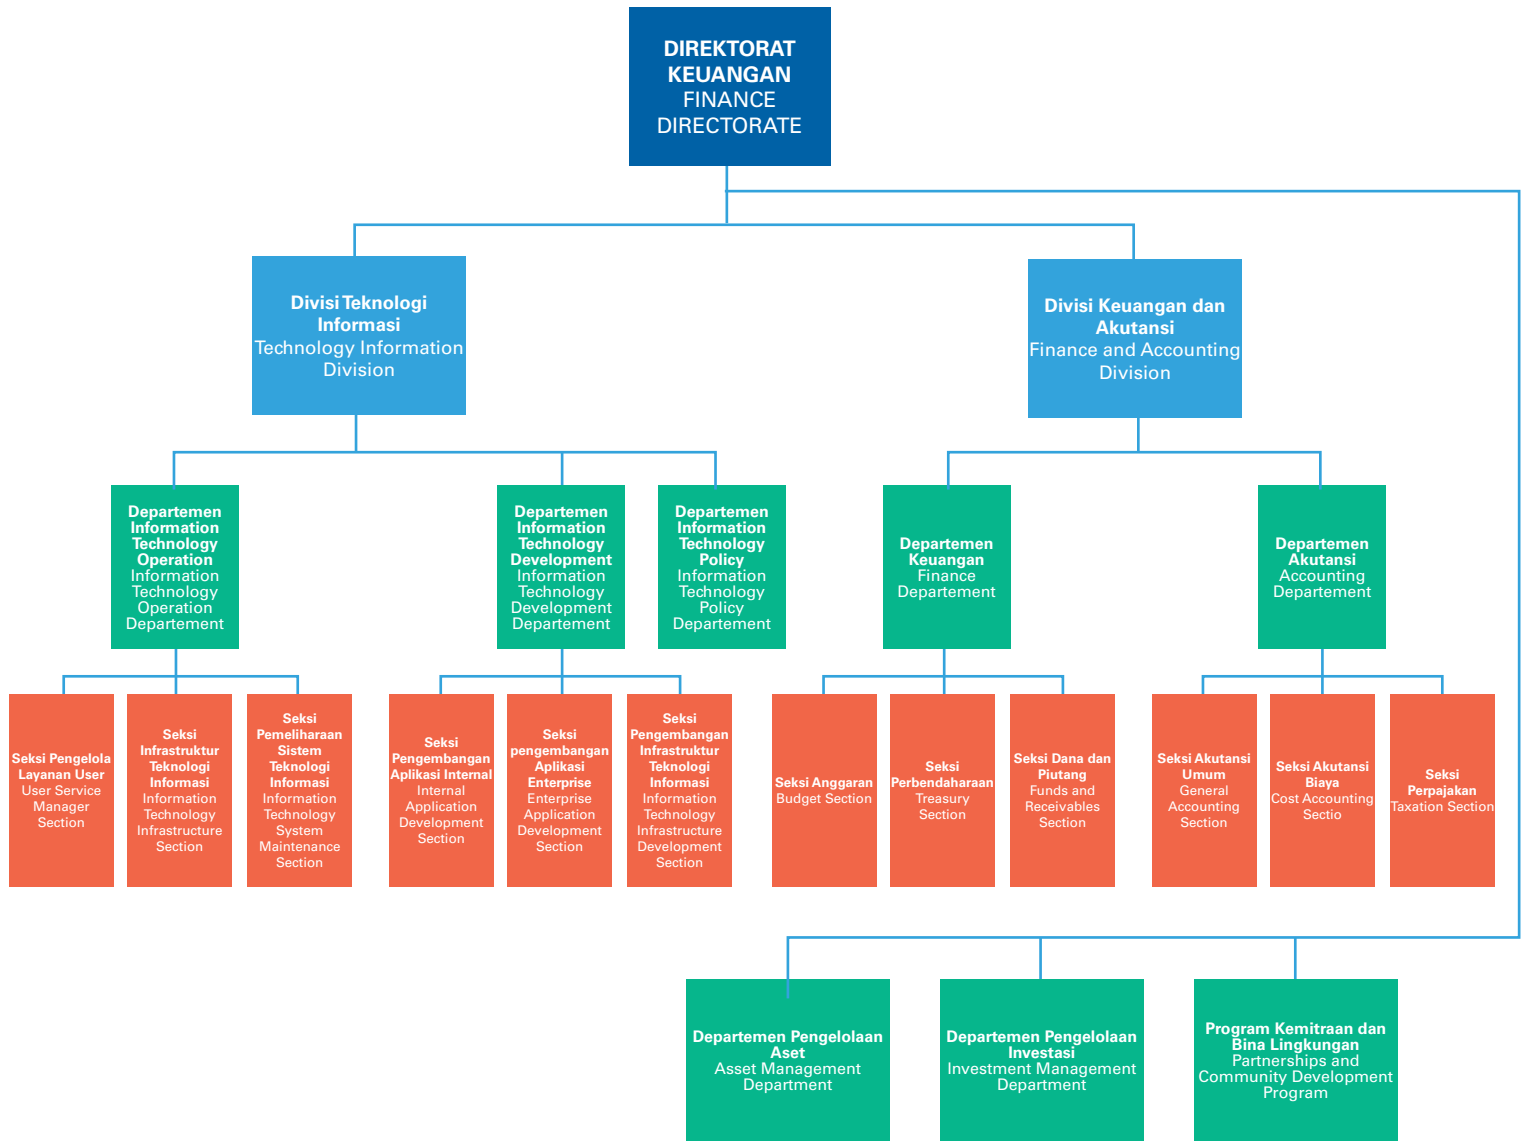 DIREKTORAT
KEUANGAN
FINANCE
DIRECTORATE
Divisi Teknologi
Informasi
Technology Information
Division
Divisi Keuangan dan
Akutansi
Finance and Accounting
Division
Departemen
Information
Technology
Operation
Information
Technology
Operation
Departement
Departemen
Information
Technology
Development
Information
Technology
Development
Departement
Departemen
Information
Technology
Policy
Information
Technology
Policy
Departement
Departemen
Keuangan
Finance
Departement
Departemen
Akutansi
Accounting
Departement
Seksi Pengelola
Layanan User
User Service
Manager
Section
Seksi
Infrastruktur
Teknologi
Informasi
Information
Technology
Infrastructure
Section
Seksi
Pemeliharaan
Sistem
Teknologi
Informasi
Information
Technology
System
Maintenance
Section
Seksi
Pengembangan
Aplikasi Internal
Internal
Application
Development
Section
Seksi
pengembangan
Aplikasi
Enterprise
Enterprise
Application
Development
Section
Seksi
Pengembangan
Infrastruktur
Teknologi
Informasi
Information
Technology
Infrastructure
Development
Section
Seksi Anggaran
Budget Section
Seksi
Perbendaharaan
Treasury
Section
Seksi Dana dan
Piutang
Funds and
Receivables
Section
Seksi Akutansi
Umum
General
Accounting
Section
Seksi Akutansi
Biaya
Cost Accounting
Sectio
Seksi
Perpajakan
Taxation Section
Departemen Pengelolaan
Aset
Asset Management
Department
Departemen Pengelolaan
Investasi
Investment Management
Department
Program Kemitraan dan
Bina Lingkungan
Partnerships and
Community Development
Program